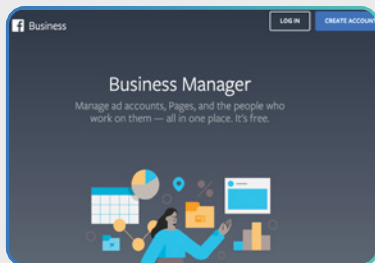 f Business
LOG IN
CREATE ACCOUNT
Business Manager
Manage ad accounts, Pages, and the people who
work on them — all in one place. It's free.